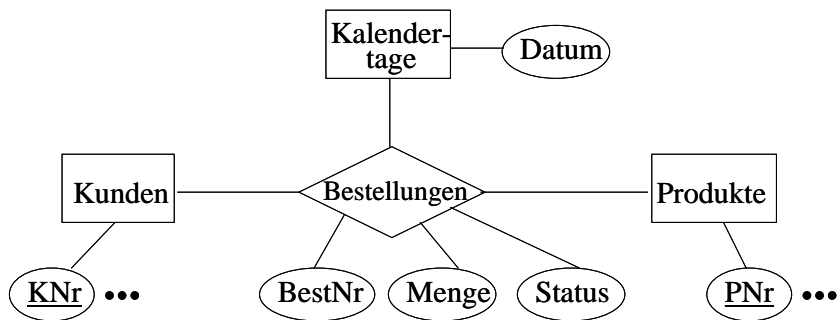 Kalender-
tage
Datum
Kunden
Bestellungen
Produkte
KNr
BestNr
Menge
Status
PNr